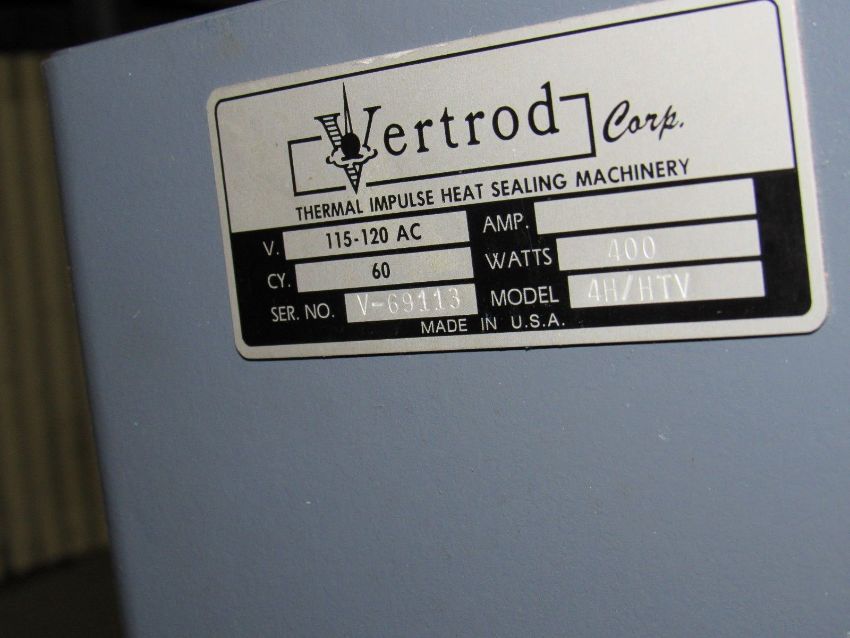 Vertrod Corp.
THERMAL IMPULSE HEAT SEALING MACHINERY
V. 115-120 AC AMP.
CY. 60 WATTS 400
SER. NO. V-69113 MODEL 4H/HTV
MADE IN U.S.A.